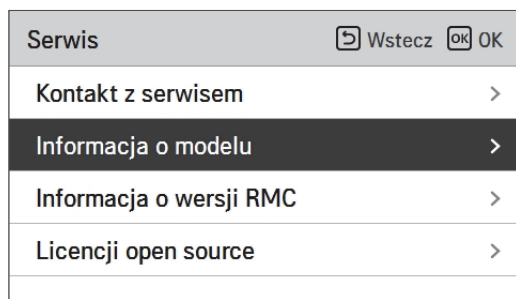 Serwis Wstecz OK OK
Kontakt z serwisem >
Informacja o modelu >
Informacja o wersji RMC >
Licencji open source >